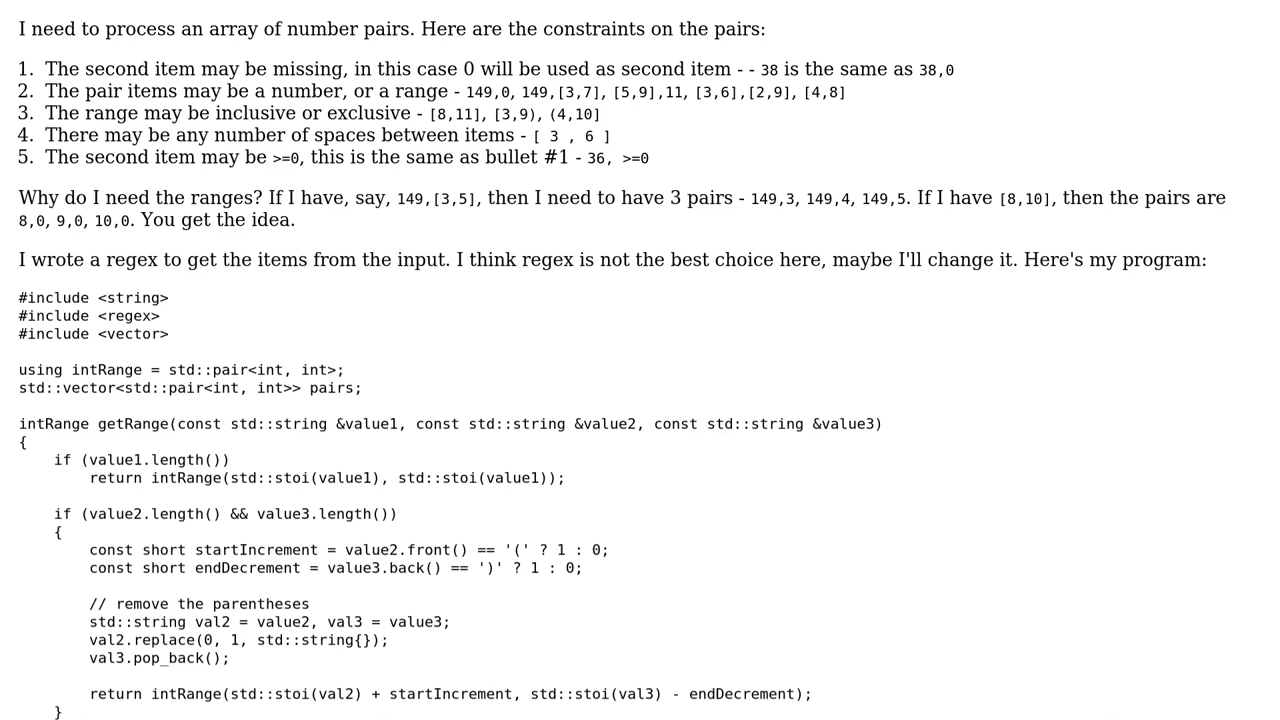 I need to process an array of number pairs. Here are the constraints on the pairs:
1. The second item may be missing, in this case 0 will be used as second item - - 38 is the same as 38,0
2. The pair items may be a number, or a range - 149,0, 149,[3,7], [5,9],11, [3,6],[2,9], [4,8]
3. The range may be inclusive or exclusive - [8,11], [3,9), (4,10]
4. There may be any number of spaces between items - [ 3 , 6 ]
5. The second item may be >=0, this is the same as bullet #1 - 36, >=0
Why do I need the ranges? If I have, say, 149,[3,5], then I need to have 3 pairs - 149,3, 149,4, 149,5. If I have [8,10], then the pairs are
8,0, 9,0, 10,0. You get the idea.
I wrote a regex to get the items from the input. I think regex is not the best choice here, maybe I'll change it. Here's my program:
#include <string>
#include <regex>
#include <vector>
using intRange = std::pair<int, int>;
std::vector<std::pair<int, int>> pairs;
intRange getRange(const std::string &value1, const std::string &value2, const std::string &value3)
{
    if (value1.length())
        return intRange(std::stoi(value1), std::stoi(value1));
    if (value2.length() && value3.length())
    {
        const short startIncrement = value2.front() == '(' ? 1 : 0;
        const short endDecrement = value3.back() == ')' ? 1 : 0;
        // remove the parentheses
        std::string val2 = value2, val3 = value3;
        val2.replace(0, 1, std::string{});
        val3.pop_back();
        return intRange(std::stoi(val2) + startIncrement, std::stoi(val3) - endDecrement);
    }